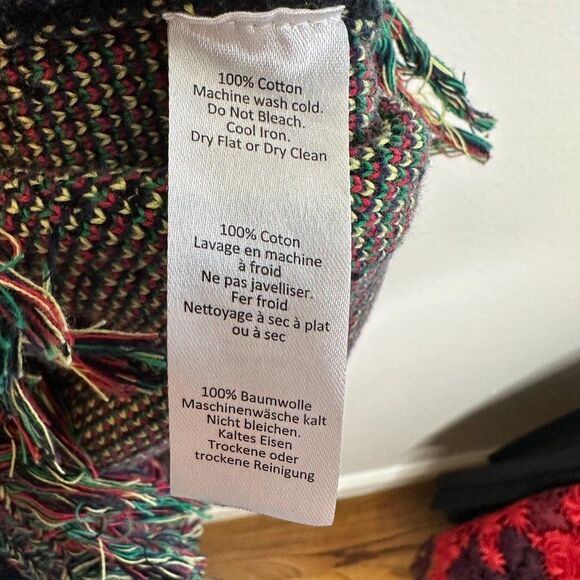 100% Cotton
Machine wash cold.
Do Not Bleach.
Cool Iron.
Dry Flat or Dry Clean
100% Coton
Lavage en machine
à froid
Ne pas javelliser.
Fer froid
Nettoyage à sec à plat
ou à sec
100% Baumwolle
Maschinenwäsche kalt
Nicht bleichen.
Kaltes Eisen
Trockene oder
trockene Reinigung